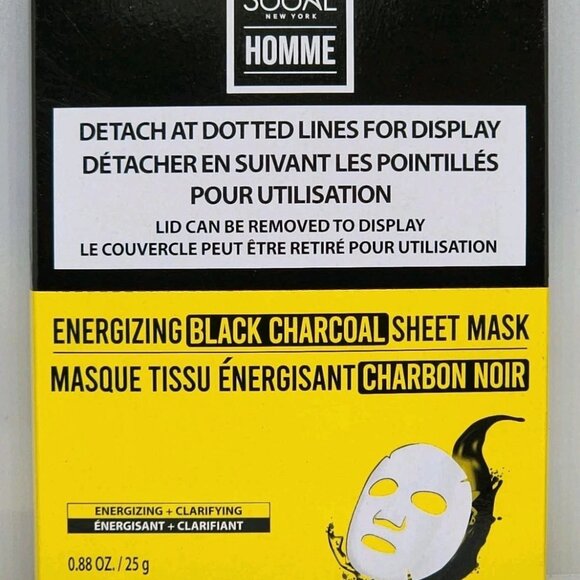 NEW YORK
HOMME
DETACH AT DOTTED LINES FOR DISPLAY
DÉTACHER EN SUIVANT LES POINTILLÉS
POUR UTILISATION
LID CAN BE REMOVED TO DISPLAY
LE COUVERCLE PEUT ÊTRE RETIRÉ POUR UTILISATION
ENERGIZING BLACK CHARCOAL SHEET MASK
MASQUE TISSU ÉNERGISANT CHARBON NOIR
ENERGIZING + CLARIFYING
ÉNERGISANT + CLARIFIANT
0.88 OZ. / 25 g